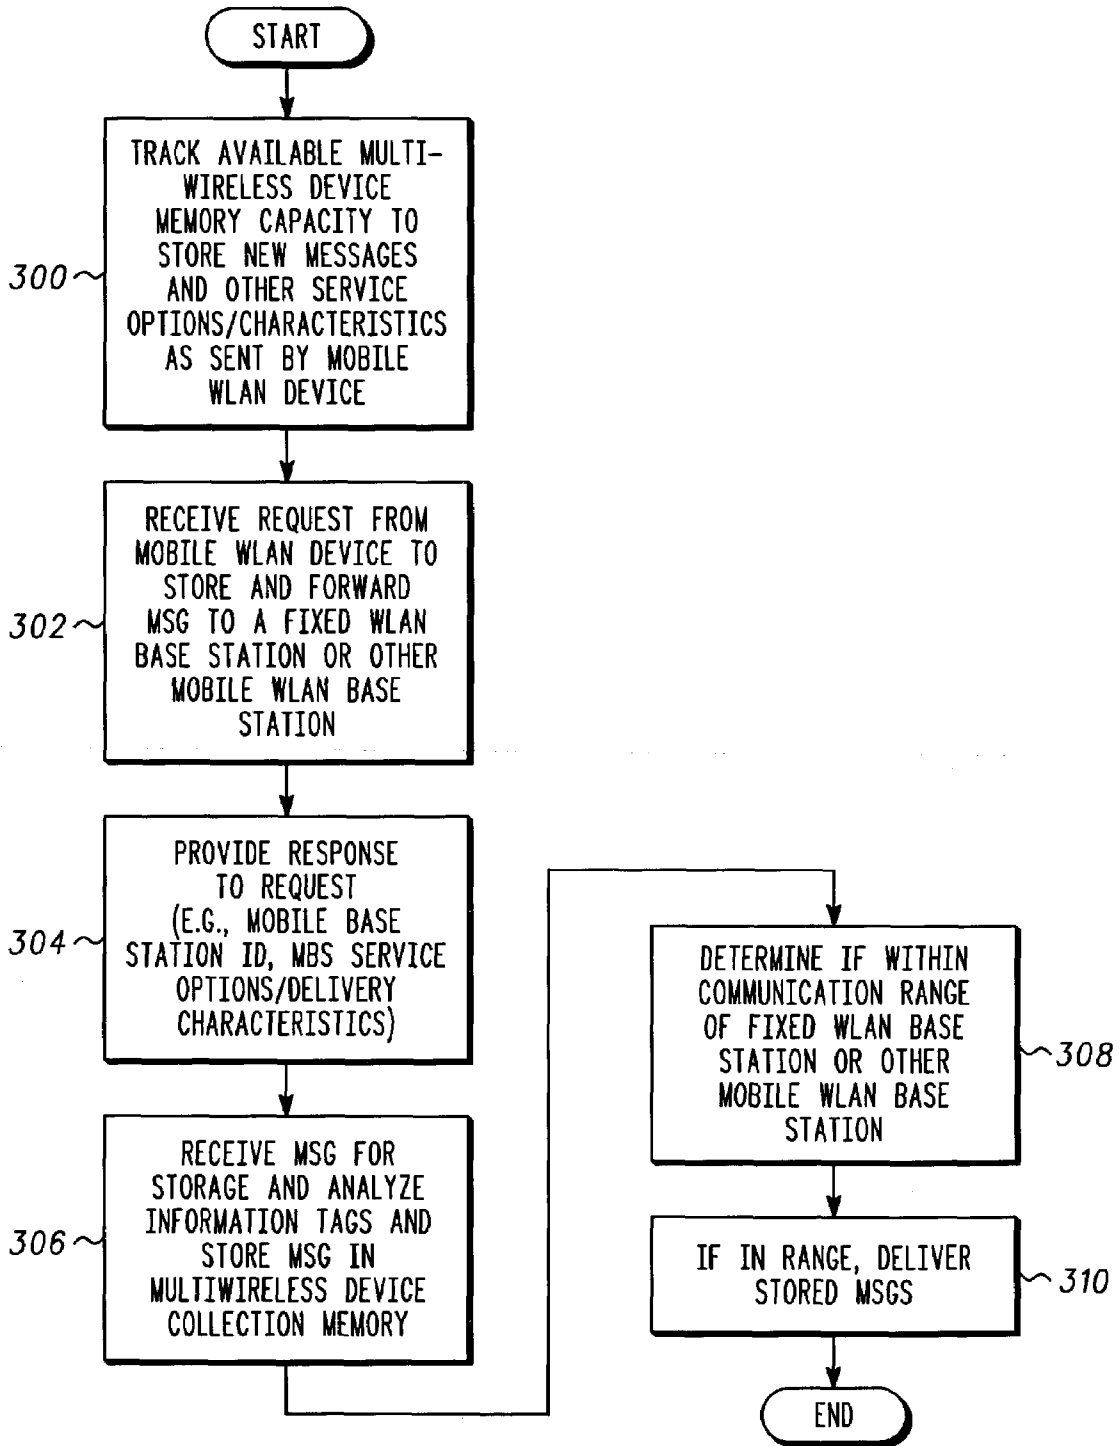 START
TRACK AVAILABLE MULTI-
WIRELESS DEVICE
MEMORY CAPACITY TO
STORE NEW MESSAGES
AND OTHER SERVICE
OPTIONS/CHARACTERISTICS
AS SENT BY MOBILE
WLAN DEVICE
300
RECEIVE REQUEST FROM
MOBILE WLAN DEVICE TO
STORE AND FORWARD
MSG TO A FIXED WLAN
BASE STATION OR OTHER
MOBILE WLAN BASE
STATION
302
PROVIDE RESPONSE
TO REQUEST
(E.G., MOBILE BASE
STATION ID, MBS SERVICE
OPTIONS/DELIVERY
CHARACTERISTICS)
304
RECEIVE MSG FOR
STORAGE AND ANALYZE
INFORMATION TAGS AND
STORE MSG IN
MULTIWIRELESS DEVICE
COLLECTION MEMORY
306
DETERMINE IF WITHIN
COMMUNICATION RANGE
OF FIXED WLAN BASE
STATION OR OTHER
MOBILE WLAN BASE
STATION
308
IF IN RANGE, DELIVER
STORED MSGS
310
END